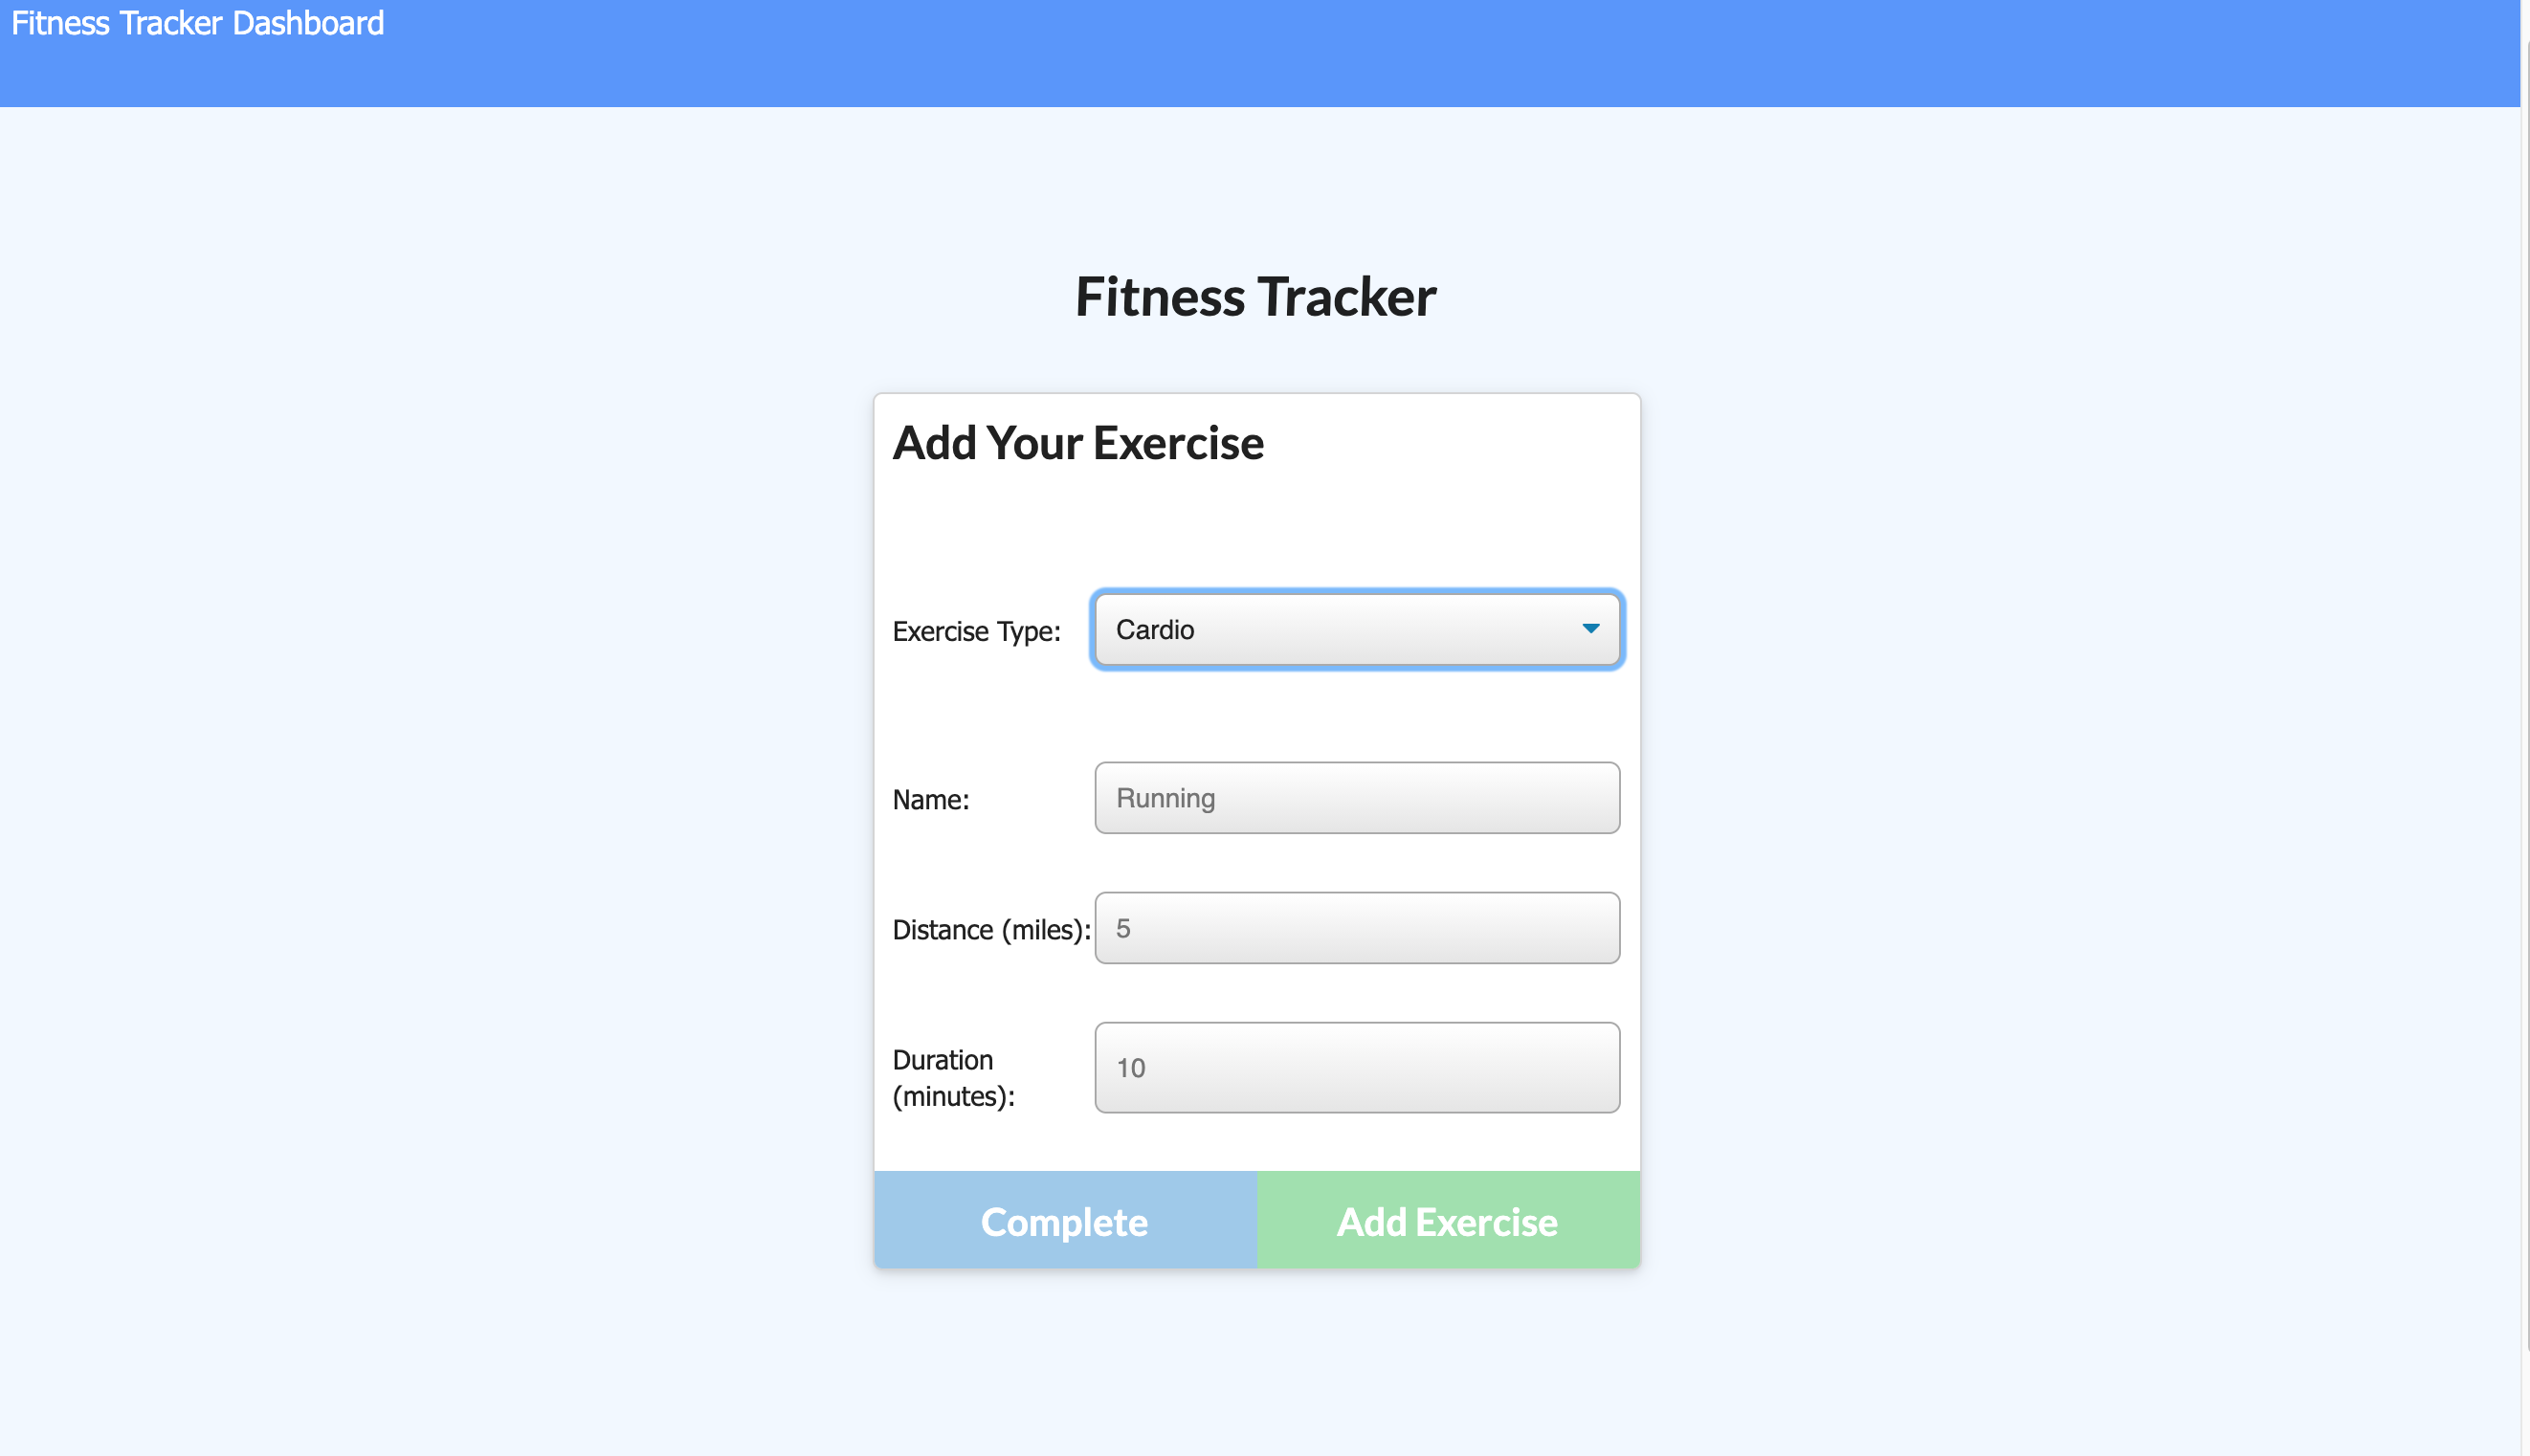 Fitness Tracker Dashboard
Fitness Tracker
Add Your Exercise
Exercise Type: Cardio
Name: Running
Distance (miles): 5
Duration
(minutes): 10
Complete Add Exercise